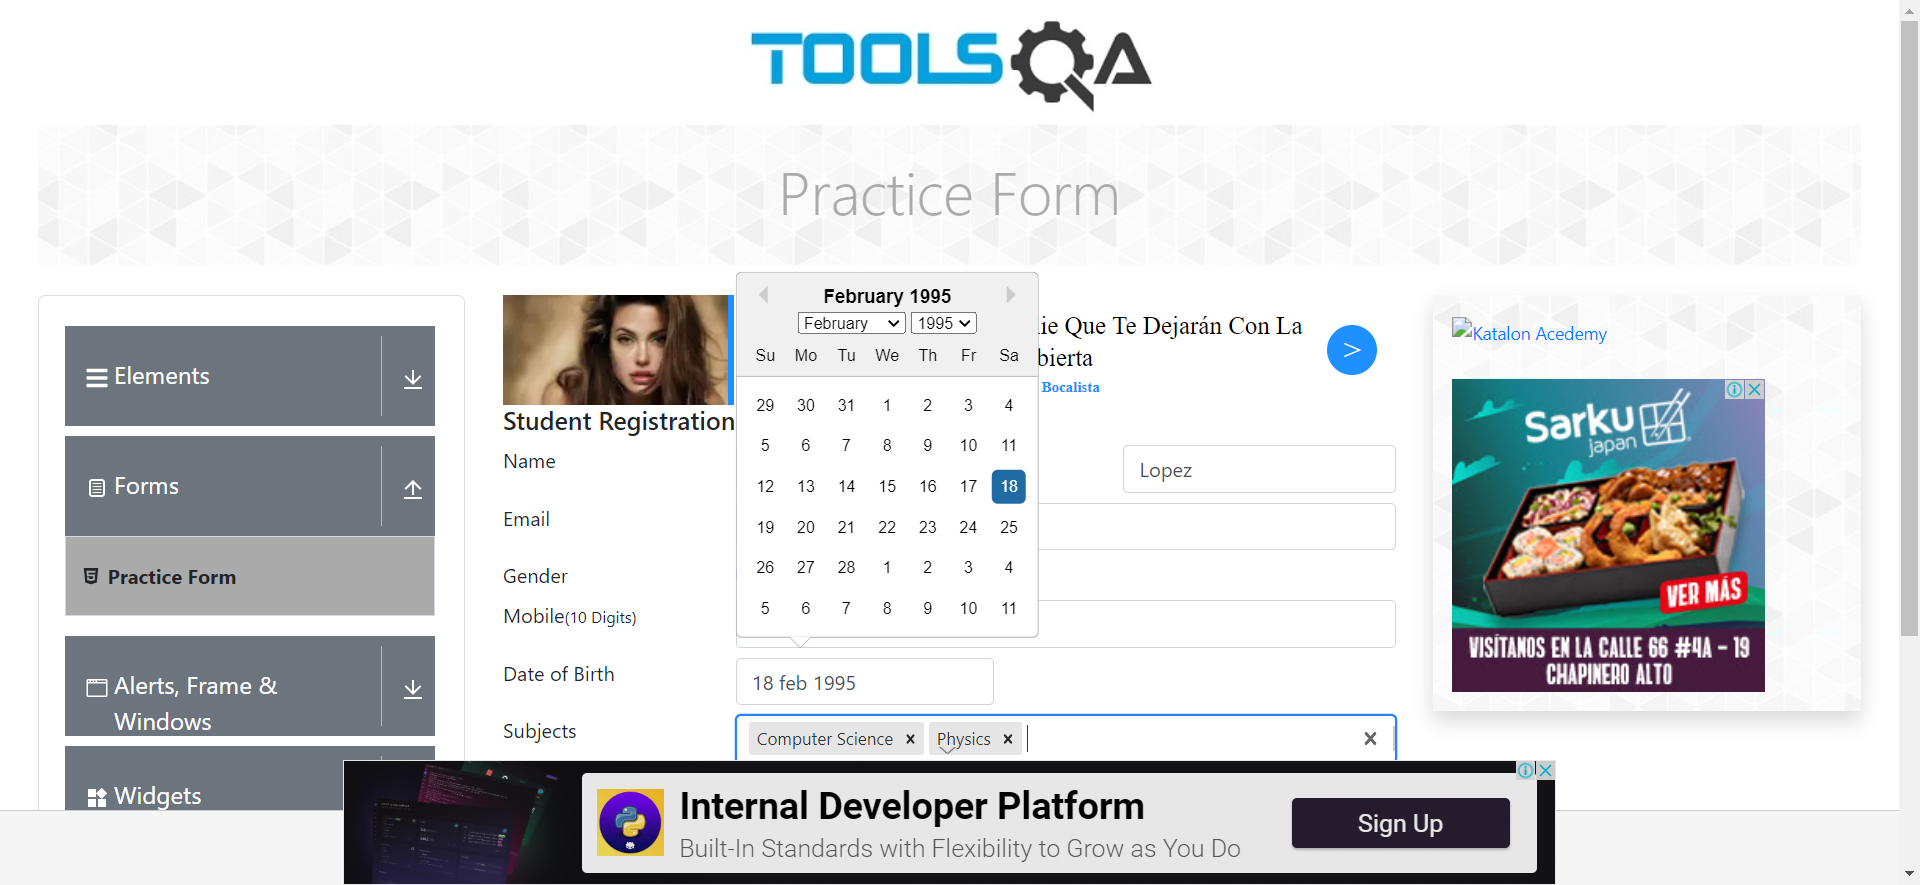 TOOLSQA
Practice Form
Elements
Forms
Practice Form
Alerts, Frame &
Windows
Widgets
February 1995
February 1995
Su Mo Tu We Th Fr Sa
29 30 31 1 2 3 4
5 6 7 8 9 10 11
12 13 14 15 16 17 18
19 20 21 22 23 24 25
26 27 28 1 2 3 4
5 6 7 8 9 10 11
ie Que Te Dejarán Con La
bierta
Bocalista
>
Student Registration
Name
Lopez
Email
Gender
Mobile(10 Digits)
Date of Birth
18 feb 1995
Subjects
Computer Science
Physics
Katalon Acedemy
Sarku
japan
VER MÁS
VISÍTANOS EN LA CALLE 66 #4A - 19
CHAPINERO ALTO
Internal Developer Platform
Built-In Standards with Flexibility to Grow as You Do
Sign Up